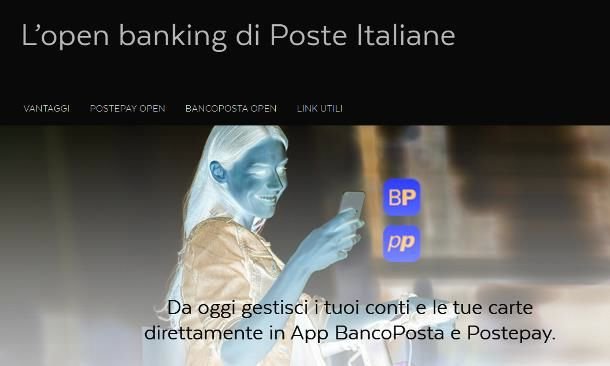 L'open banking di Poste Italiane
VANTAGGI POSTEPAY OPEN BANCOPOSTA OPEN LINK UTILI
BP
pp
Da oggi gestisci i tuoi conti e le tue carte
direttamente in App BancoPosta e Postepay.